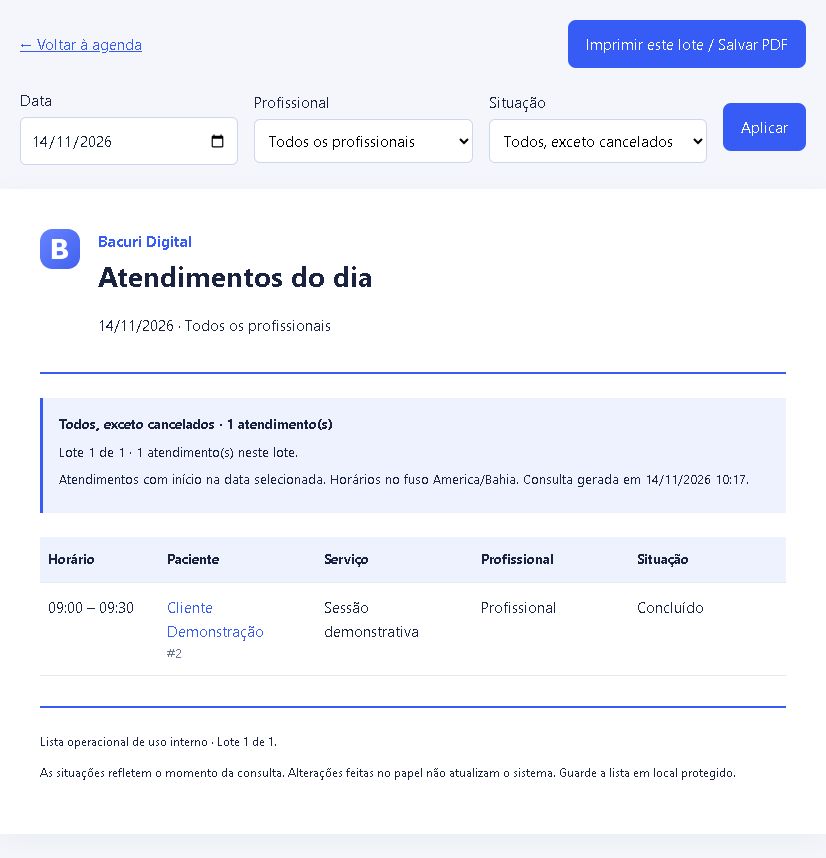 ← Voltar à agenda
Imprimir este lote / Salvar PDF
Data
Profissional
Situação
14/11/2026
Todos os profissionais
Todos, exceto cancelados
Aplicar
B
Bacuri Digital
Atendimentos do dia
14/11/2026 · Todos os profissionais
Todos, exceto cancelados · 1 atendimento(s)
Lote 1 de 1 · 1 atendimento(s) neste lote.
Atendimentos com início na data selecionada. Horários no fuso America/Bahia. Consulta gerada em 14/11/2026 10:17.
Horário Paciente Serviço Profissional Situação
09:00 – 09:30 Cliente Sessão Profissional Concluído
Demonstração demonstrativa
#2
Lista operacional de uso interno · Lote 1 de 1.
As situações refletem o momento da consulta. Alterações feitas no papel não atualizam o sistema. Guarde a lista em local protegido.